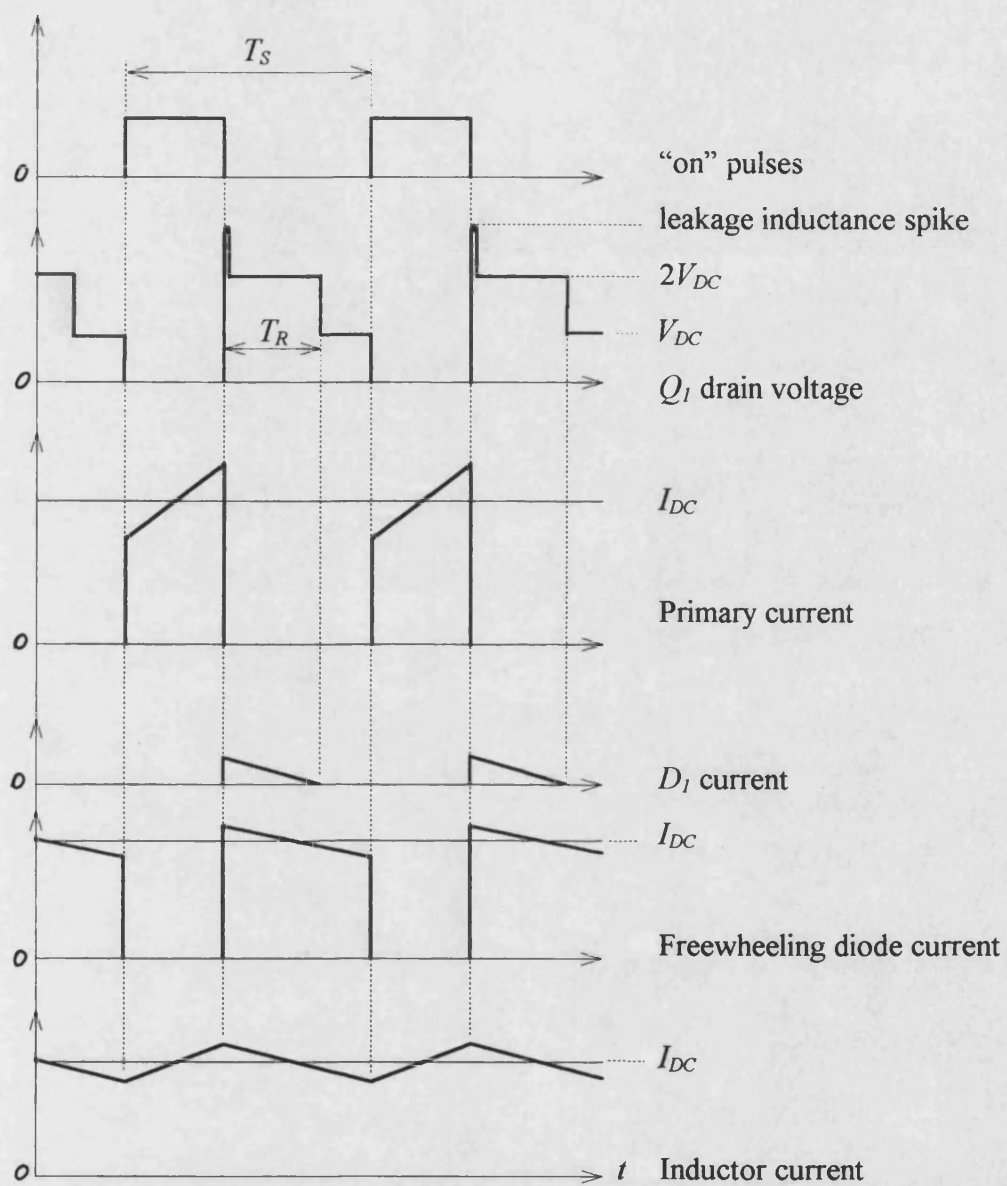 T_S
0
"on" pulses
leakage inductance spike
2V_DC
T_R
V_DC
0
Q_1 drain voltage
I_DC
0
Primary current
0
D_1 current
I_DC
0
Freewheeling diode current
I_DC
0
t
Inductor current